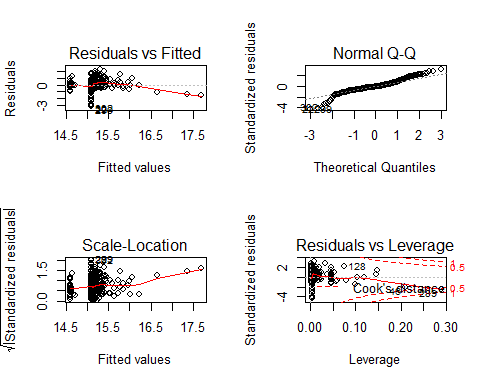 Residuals vs Fitted
Residuals
0
-3
14.5
15.5
16.5
17.5
Fitted values
Normal Q-Q
Standardized residuals
2
-4
-3
-2
-1
0
1
2
3
Theoretical Quantiles
Scale-Location
√|Standardized residuals|
1.5
0.0
14.5
15.5
16.5
17.5
Fitted values
Residuals vs Leverage
Standardized residuals
2
-4
128
Cook's distance
1
0.5
0.5
1
0.00
0.10
0.20
0.30
Leverage